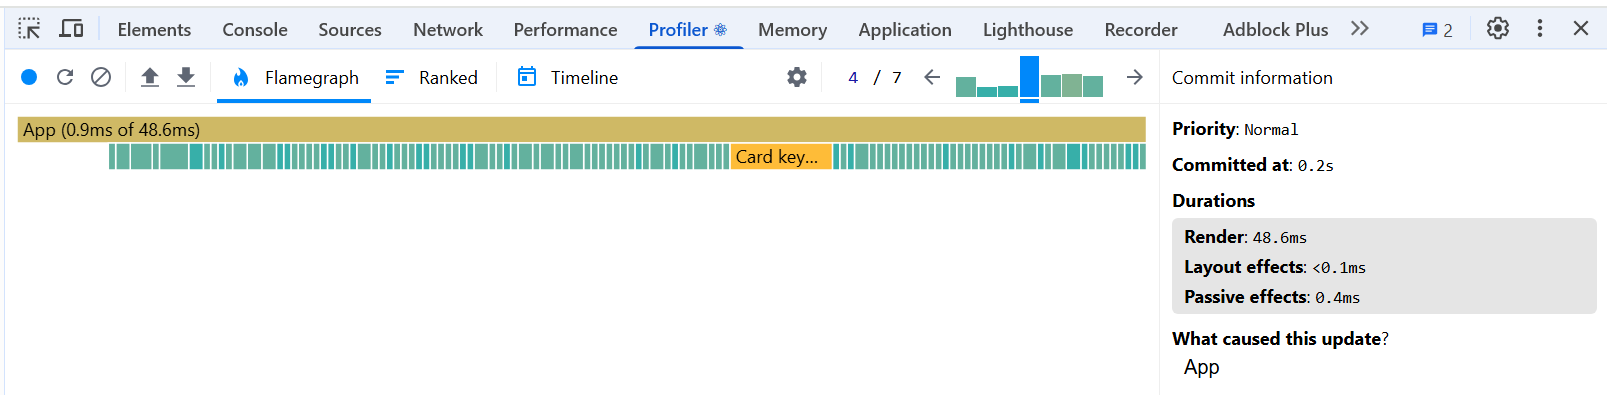 Elements Console Sources Network Performance Profiler ⚛ Memory Application Lighthouse Recorder Adblock Plus 2
Flamegraph Ranked Timeline 4 / 7 Commit information
App (0.9ms of 48.6ms)
Card key...
Priority: Normal
Committed at: 0.2s
Durations
Render: 48.6ms
Layout effects: <0.1ms
Passive effects: 0.4ms
What caused this update?
App